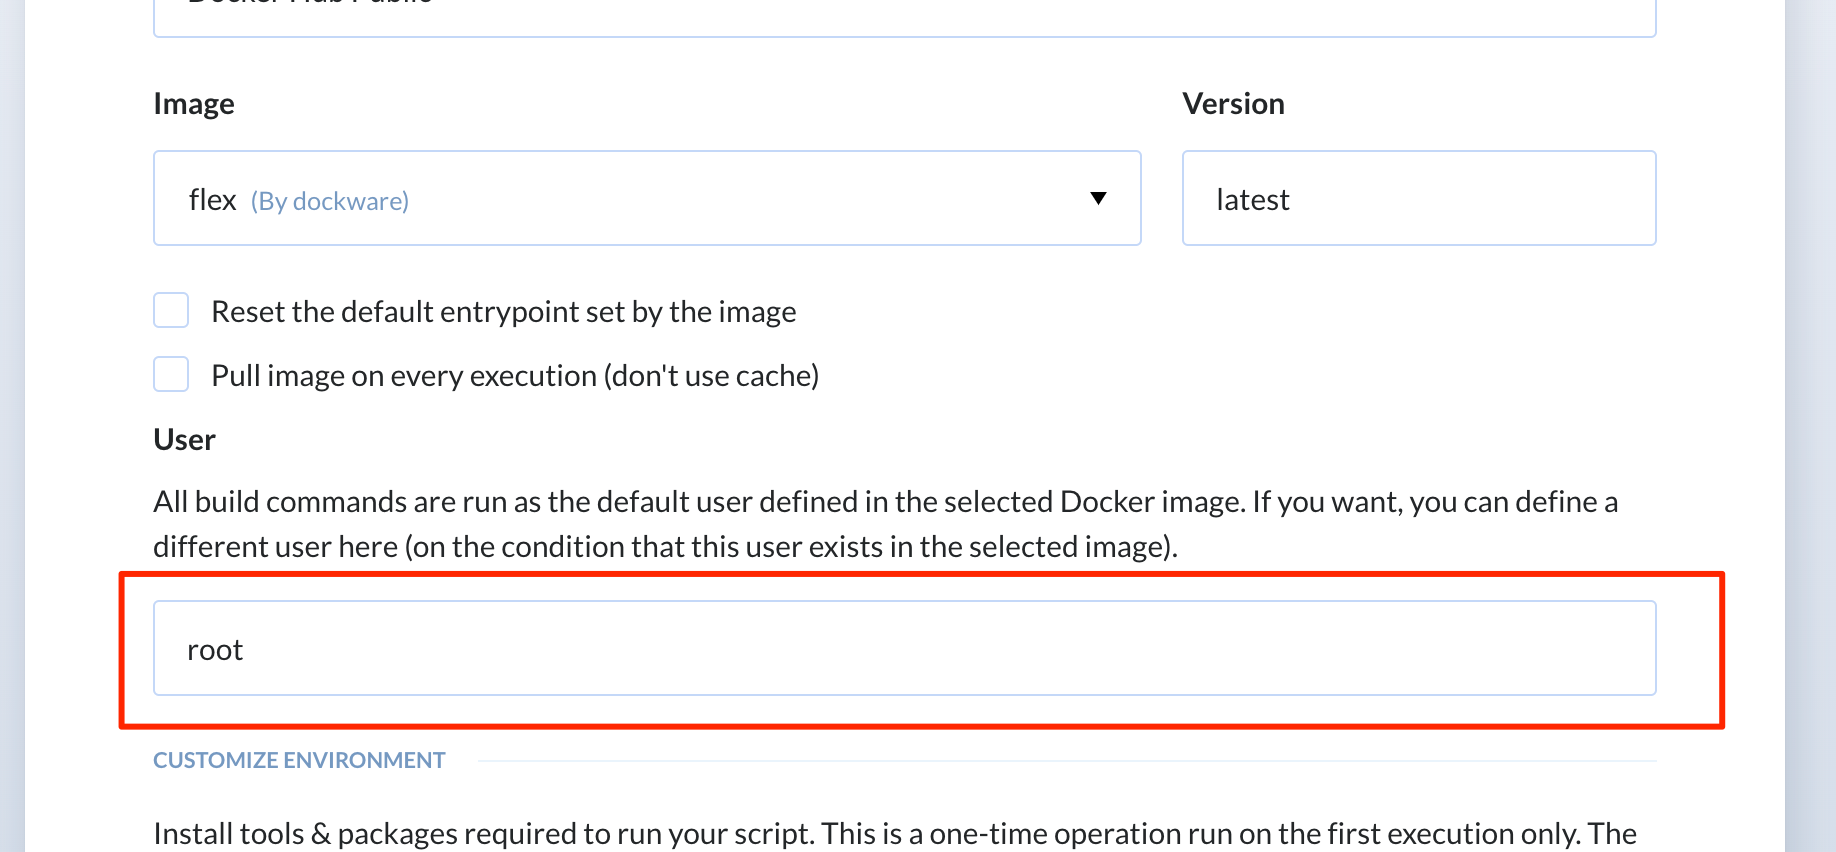 Docker Hub Public
Image
Version
flex (By dockware)
latest
Reset the default entrypoint set by the image
Pull image on every execution (don't use cache)
User
All build commands are run as the default user defined in the selected Docker image. If you want, you can define a
different user here (on the condition that this user exists in the selected image).
root
CUSTOMIZE ENVIRONMENT
Install tools & packages required to run your script. This is a one-time operation run on the first execution only. The